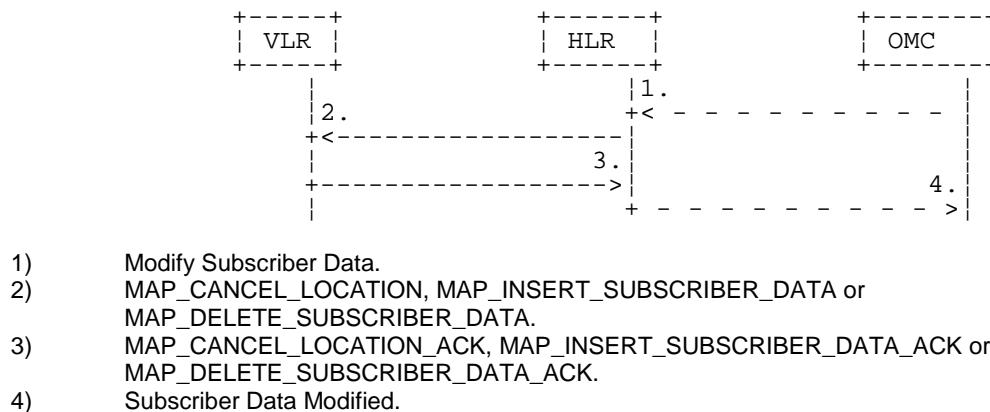 VLR HLR OMC
1.
2.
3.
4.
1) Modify Subscriber Data.
2) MAP_CANCEL_LOCATION, MAP_INSERT_SUBSCRIBER_DATA or
MAP_DELETE_SUBSCRIBER_DATA.
3) MAP_CANCEL_LOCATION_ACK, MAP_INSERT_SUBSCRIBER_DATA_ACK or
MAP_DELETE_SUBSCRIBER_DATA_ACK.
4) Subscriber Data Modified.